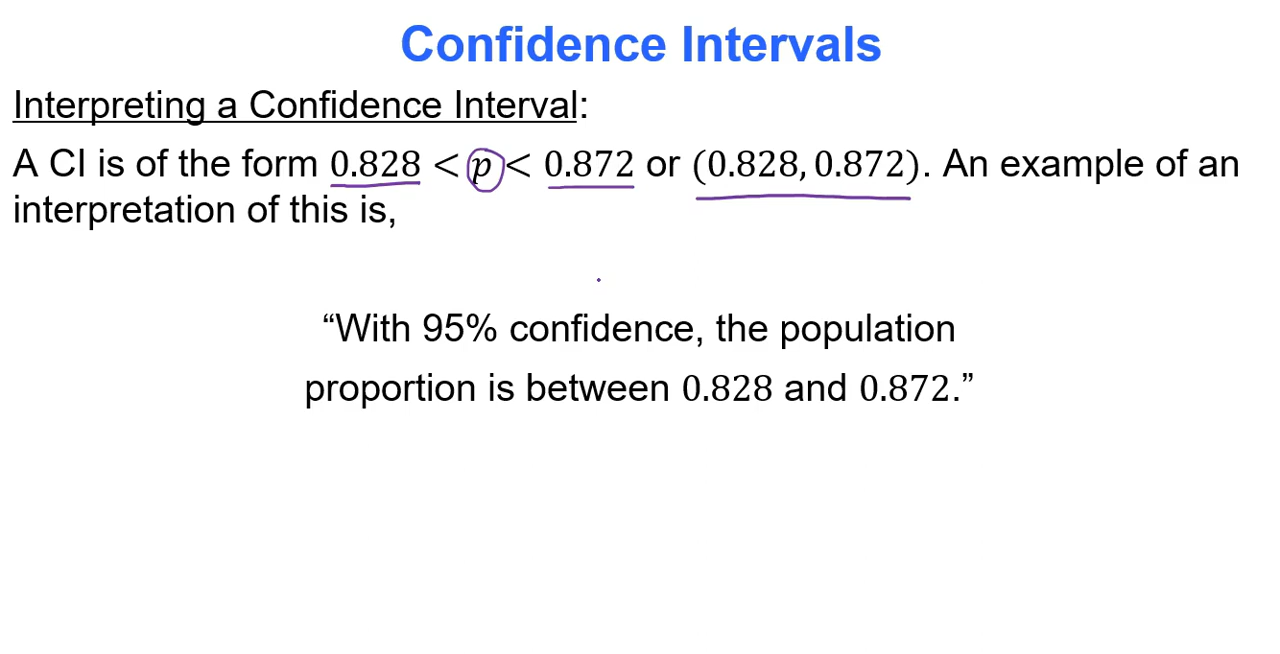 Confidence Intervals
Interpreting a Confidence Interval:
A CI is of the form 0.828 < p < 0.872 or (0.828, 0.872). An example of an
interpretation of this is,
“With 95% confidence, the population
proportion is between 0.828 and 0.872.”